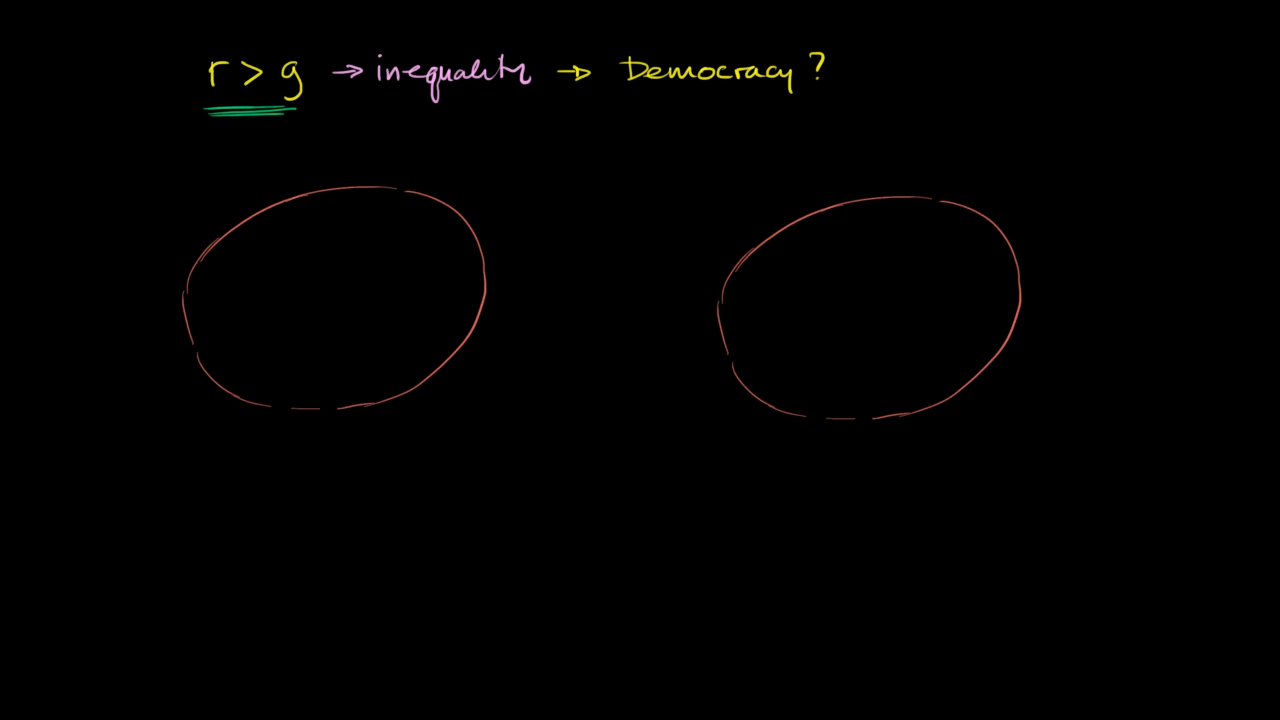 r > g → inequality → Democracy ?